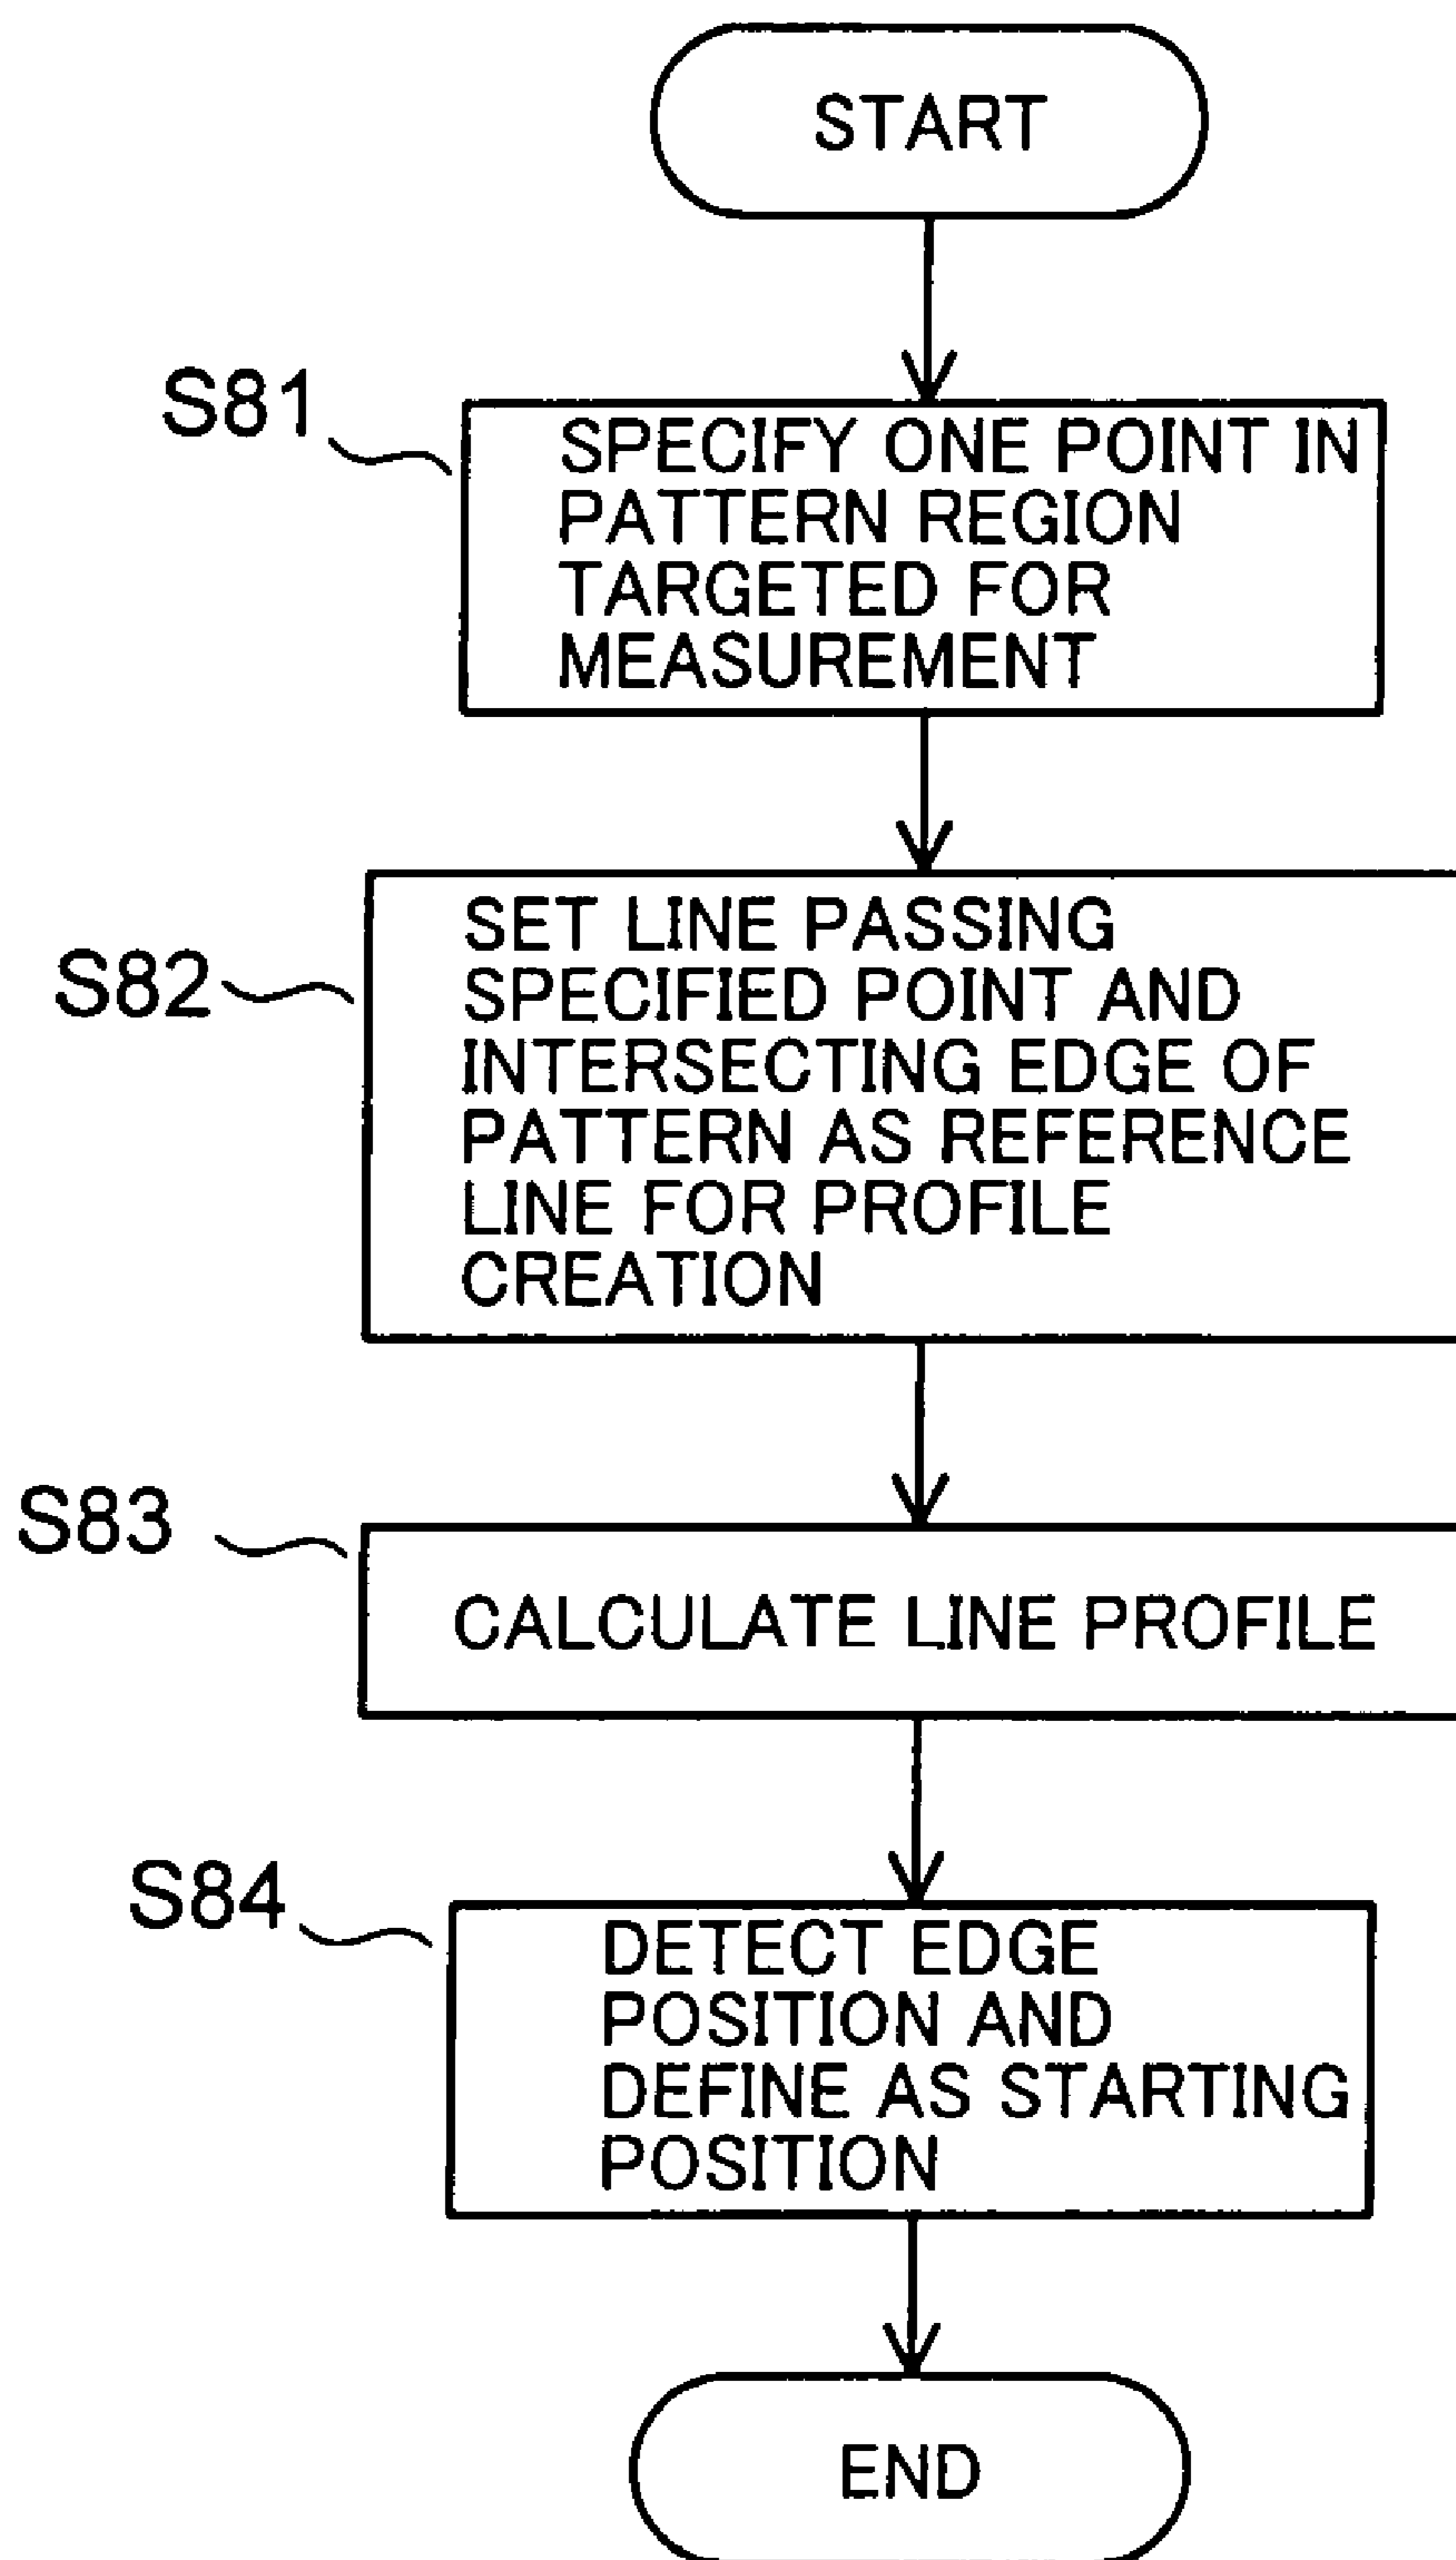 START
S81
SPECIFY ONE POINT IN
PATTERN REGION
TARGETED FOR
MEASUREMENT
S82
SET LINE PASSING
SPECIFIED POINT AND
INTERSECTING EDGE OF
PATTERN AS REFERENCE
LINE FOR PROFILE
CREATION
S83
CALCULATE LINE PROFILE
S84
DETECT EDGE
POSITION AND
DEFINE AS STARTING
POSITION
END